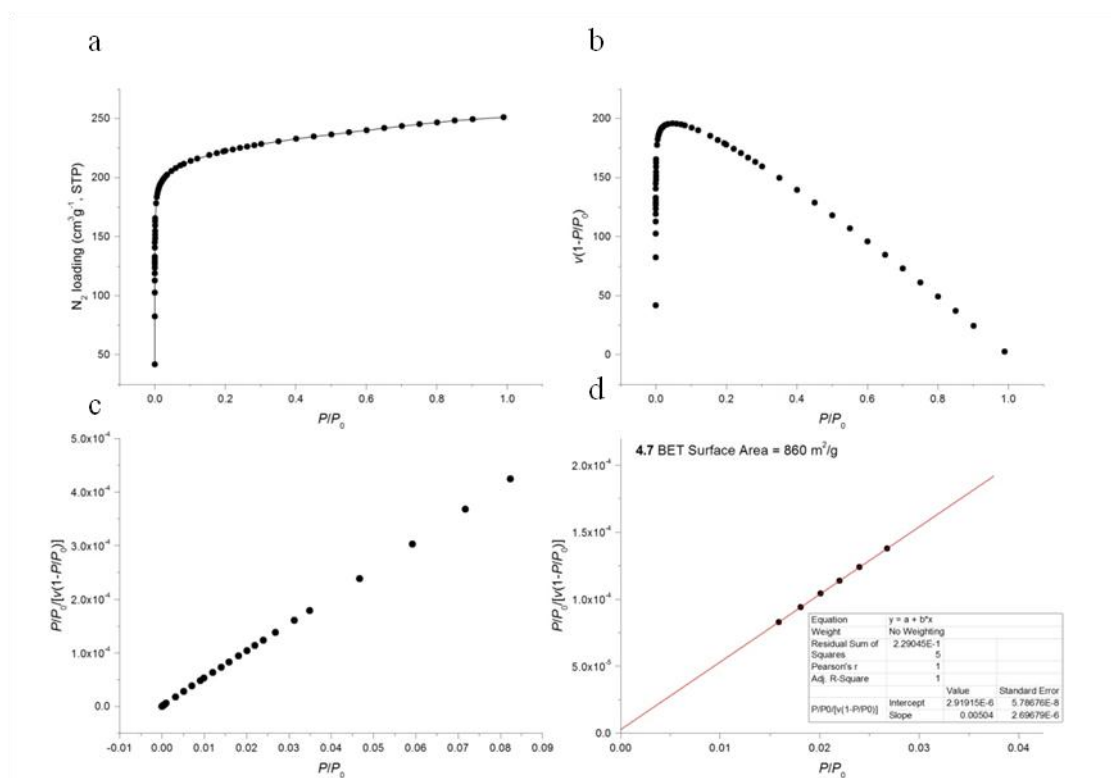 a
250
200
150
100
50
N₂ loading (cm³g⁻¹, STP)
0.0 0.2 0.4 0.6 0.8 1.0
P/P₀
b
200
150
100
50
0
v(1-P/P₀)
0.0 0.2 0.4 0.6 0.8 1.0
P/P₀
c
5.0x10⁻⁴
4.0x10⁻⁴
3.0x10⁻⁴
2.0x10⁻⁴
1.0x10⁻⁴
0.0
P/P₀/[v(1-P/P₀)]
-0.01 0.00 0.01 0.02 0.03 0.04 0.05 0.06 0.07 0.08 0.09
P/P₀
d
4.7 BET Surface Area = 860 m²/g
2.0x10⁻⁴
1.5x10⁻⁴
1.0x10⁻⁴
5.0x10⁻⁵
0.0
P/P₀/[v(1-P/P₀)]
Equation y = a + b*x
Weight No Weighting
Residual Sum of Squares 2.29045E-15
Pearson's r 1
Adj. R-Square 1
Value Standard Error
P/P0/[v(1-P/P0)] Intercept 2.91915E-6 5.78676E-8
Slope 0.00504 2.69679E-6
0.00 0.01 0.02 0.03 0.04
P/P₀